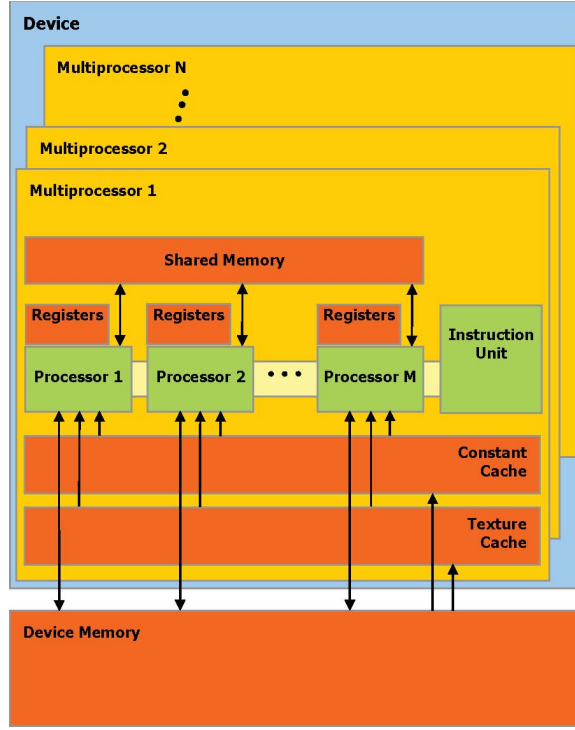 Device
Multiprocessor N
Multiprocessor 2
Multiprocessor 1
Shared Memory
Registers
Registers
Registers
Processor 1
Processor 2
Processor M
Instruction
Unit
Constant
Cache
Texture
Cache
Device Memory